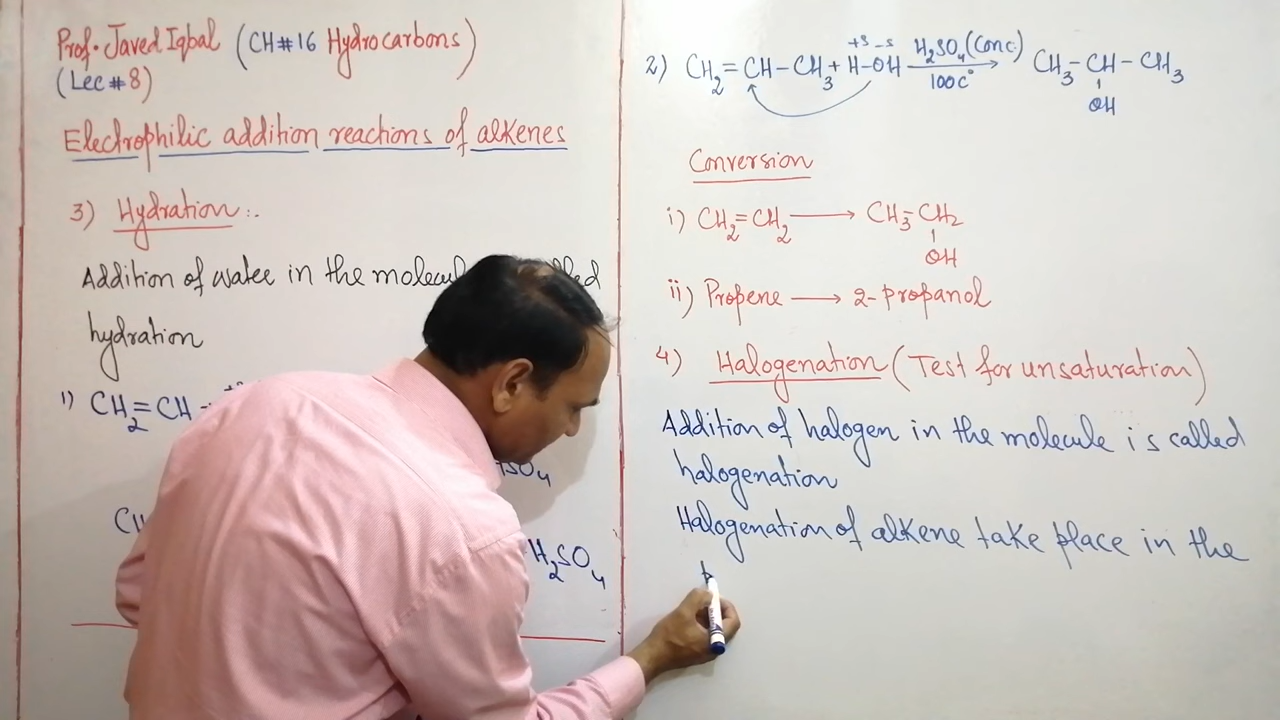 Prof. Javed Iqbal (CH#16 Hydrocarbons)
(Lec#8)
Electrophilic addition reactions of alkenes
3) Hydration:.
Addition of water in the molecul
hydration
1) CH₂=CH
SO₄
H₂SO₄
2) CH₂=CH-CH₃+H-OH H₂SO₄(Conc:) CH₃-CH-CH₃
+δ -δ 100C° OH
Conversion
i) CH₂=CH₂ ⟶ CH₃-CH₂
OH
ii) Propene ⟶ 2-propanol
4) Halogenation (Test for unsaturation)
Addition of halogen in the molecule is called
halogenation
Halogenation of alkene take place in the